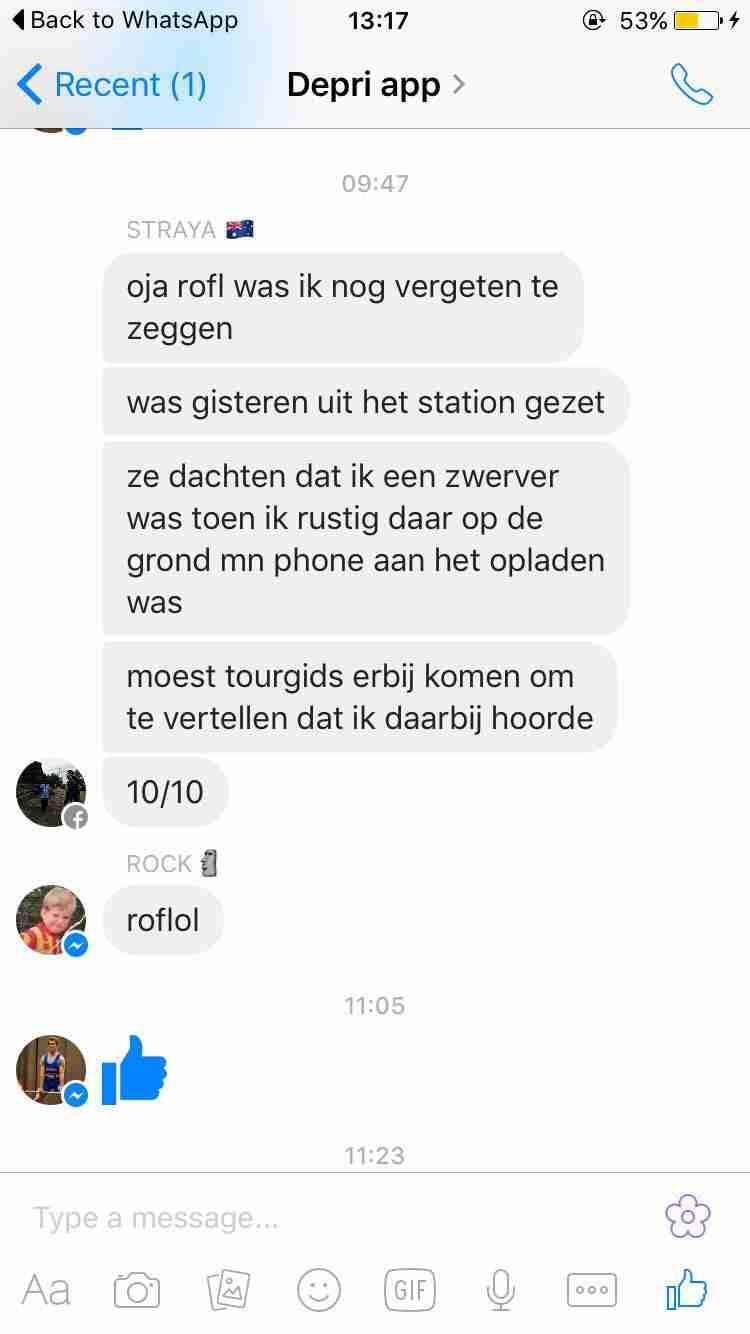 Back to WhatsApp 13:17 53%
Recent (1) Depri app
09:47
STRAYA 🇦🇺
oja rofl was ik nog vergeten te
zeggen
was gisteren uit het station gezet
ze dachten dat ik een zwerver
was toen ik rustig daar op de
grond mn phone aan het opladen
was
moest tourgids erbij komen om
te vertellen dat ik daarbij hoorde
10/10
ROCK 🗿
roflol
11:05
11:23
Type a message...
Aa GIF